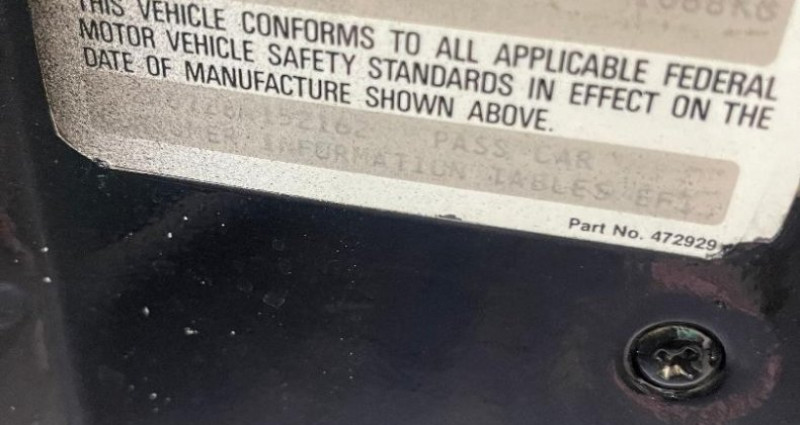 THIS VEHICLE CONFORMS TO ALL APPLICABLE FEDERAL
MOTOR VEHICLE SAFETY STANDARDS IN EFFECT ON THE
DATE OF MANUFACTURE SHOWN ABOVE.
PASS CAR
INFORMATION TABLES
Part No. 472929